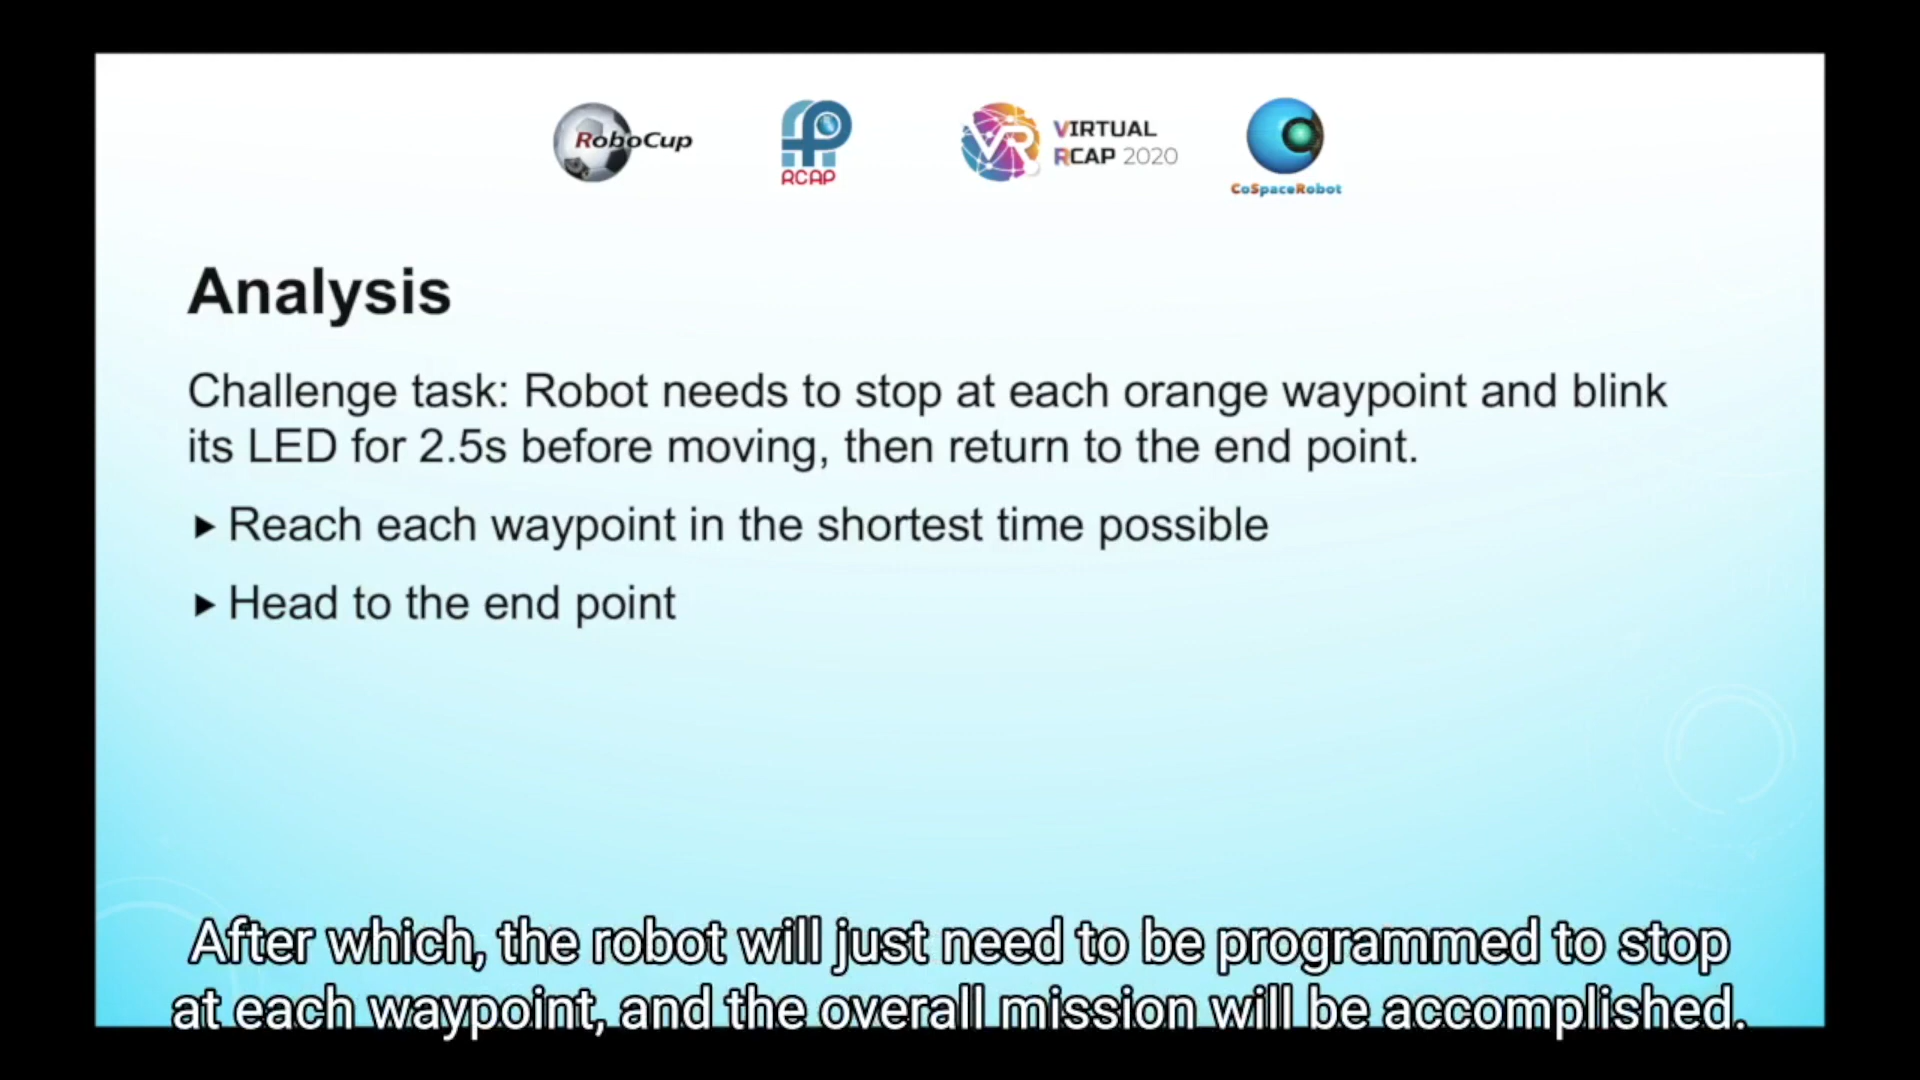 RoboCup
RCAP
VR
VIRTUAL
RCAP 2020
CoSpaceRobot
Analysis
Challenge task: Robot needs to stop at each orange waypoint and blink
its LED for 2.5s before moving, then return to the end point.
Reach each waypoint in the shortest time possible
Head to the end point
After which, the robot will just need to be programmed to stop
at each waypoint, and the overall mission will be accomplished.